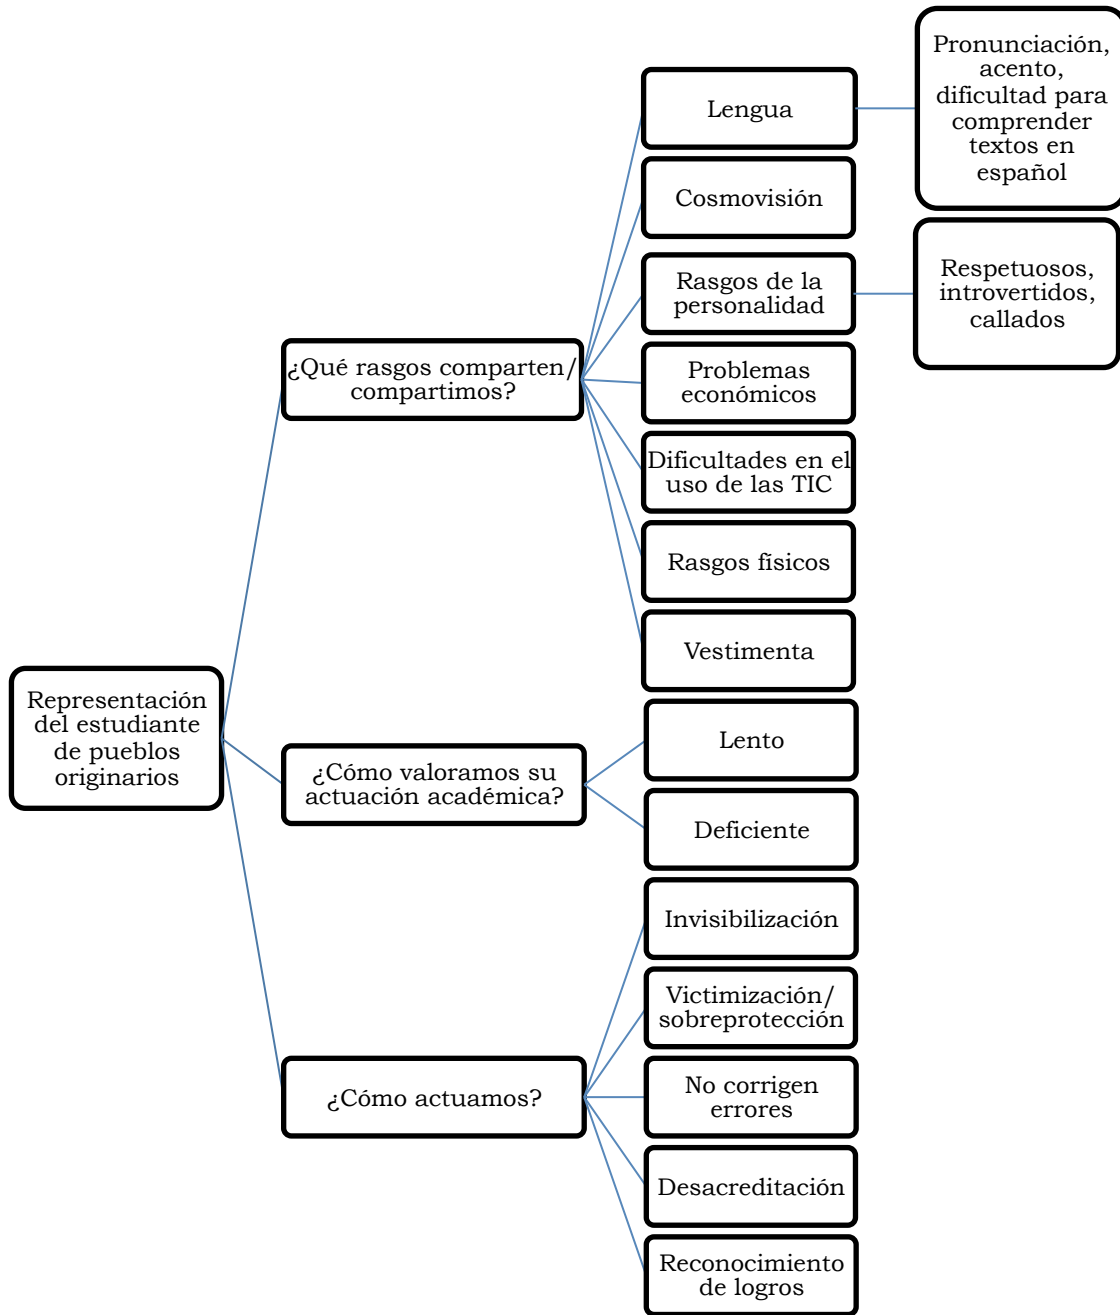 Representación
del estudiante
de pueblos
originarios
¿Qué rasgos comparten/
compartimos?
Lengua
Pronunciación,
acento,
dificultad para
comprender
textos en
español
Cosmovisión
Rasgos de la
personalidad
Respetuosos,
introvertidos,
callados
Problemas
económicos
Dificultades en el
uso de las TIC
Rasgos físicos
Vestimenta
¿Cómo valoramos su
actuación académica?
Lento
Deficiente
¿Cómo actuamos?
Invisibilización
Victimización/
sobreprotección
No corrigen
errores
Desacreditación
Reconocimiento
de logros